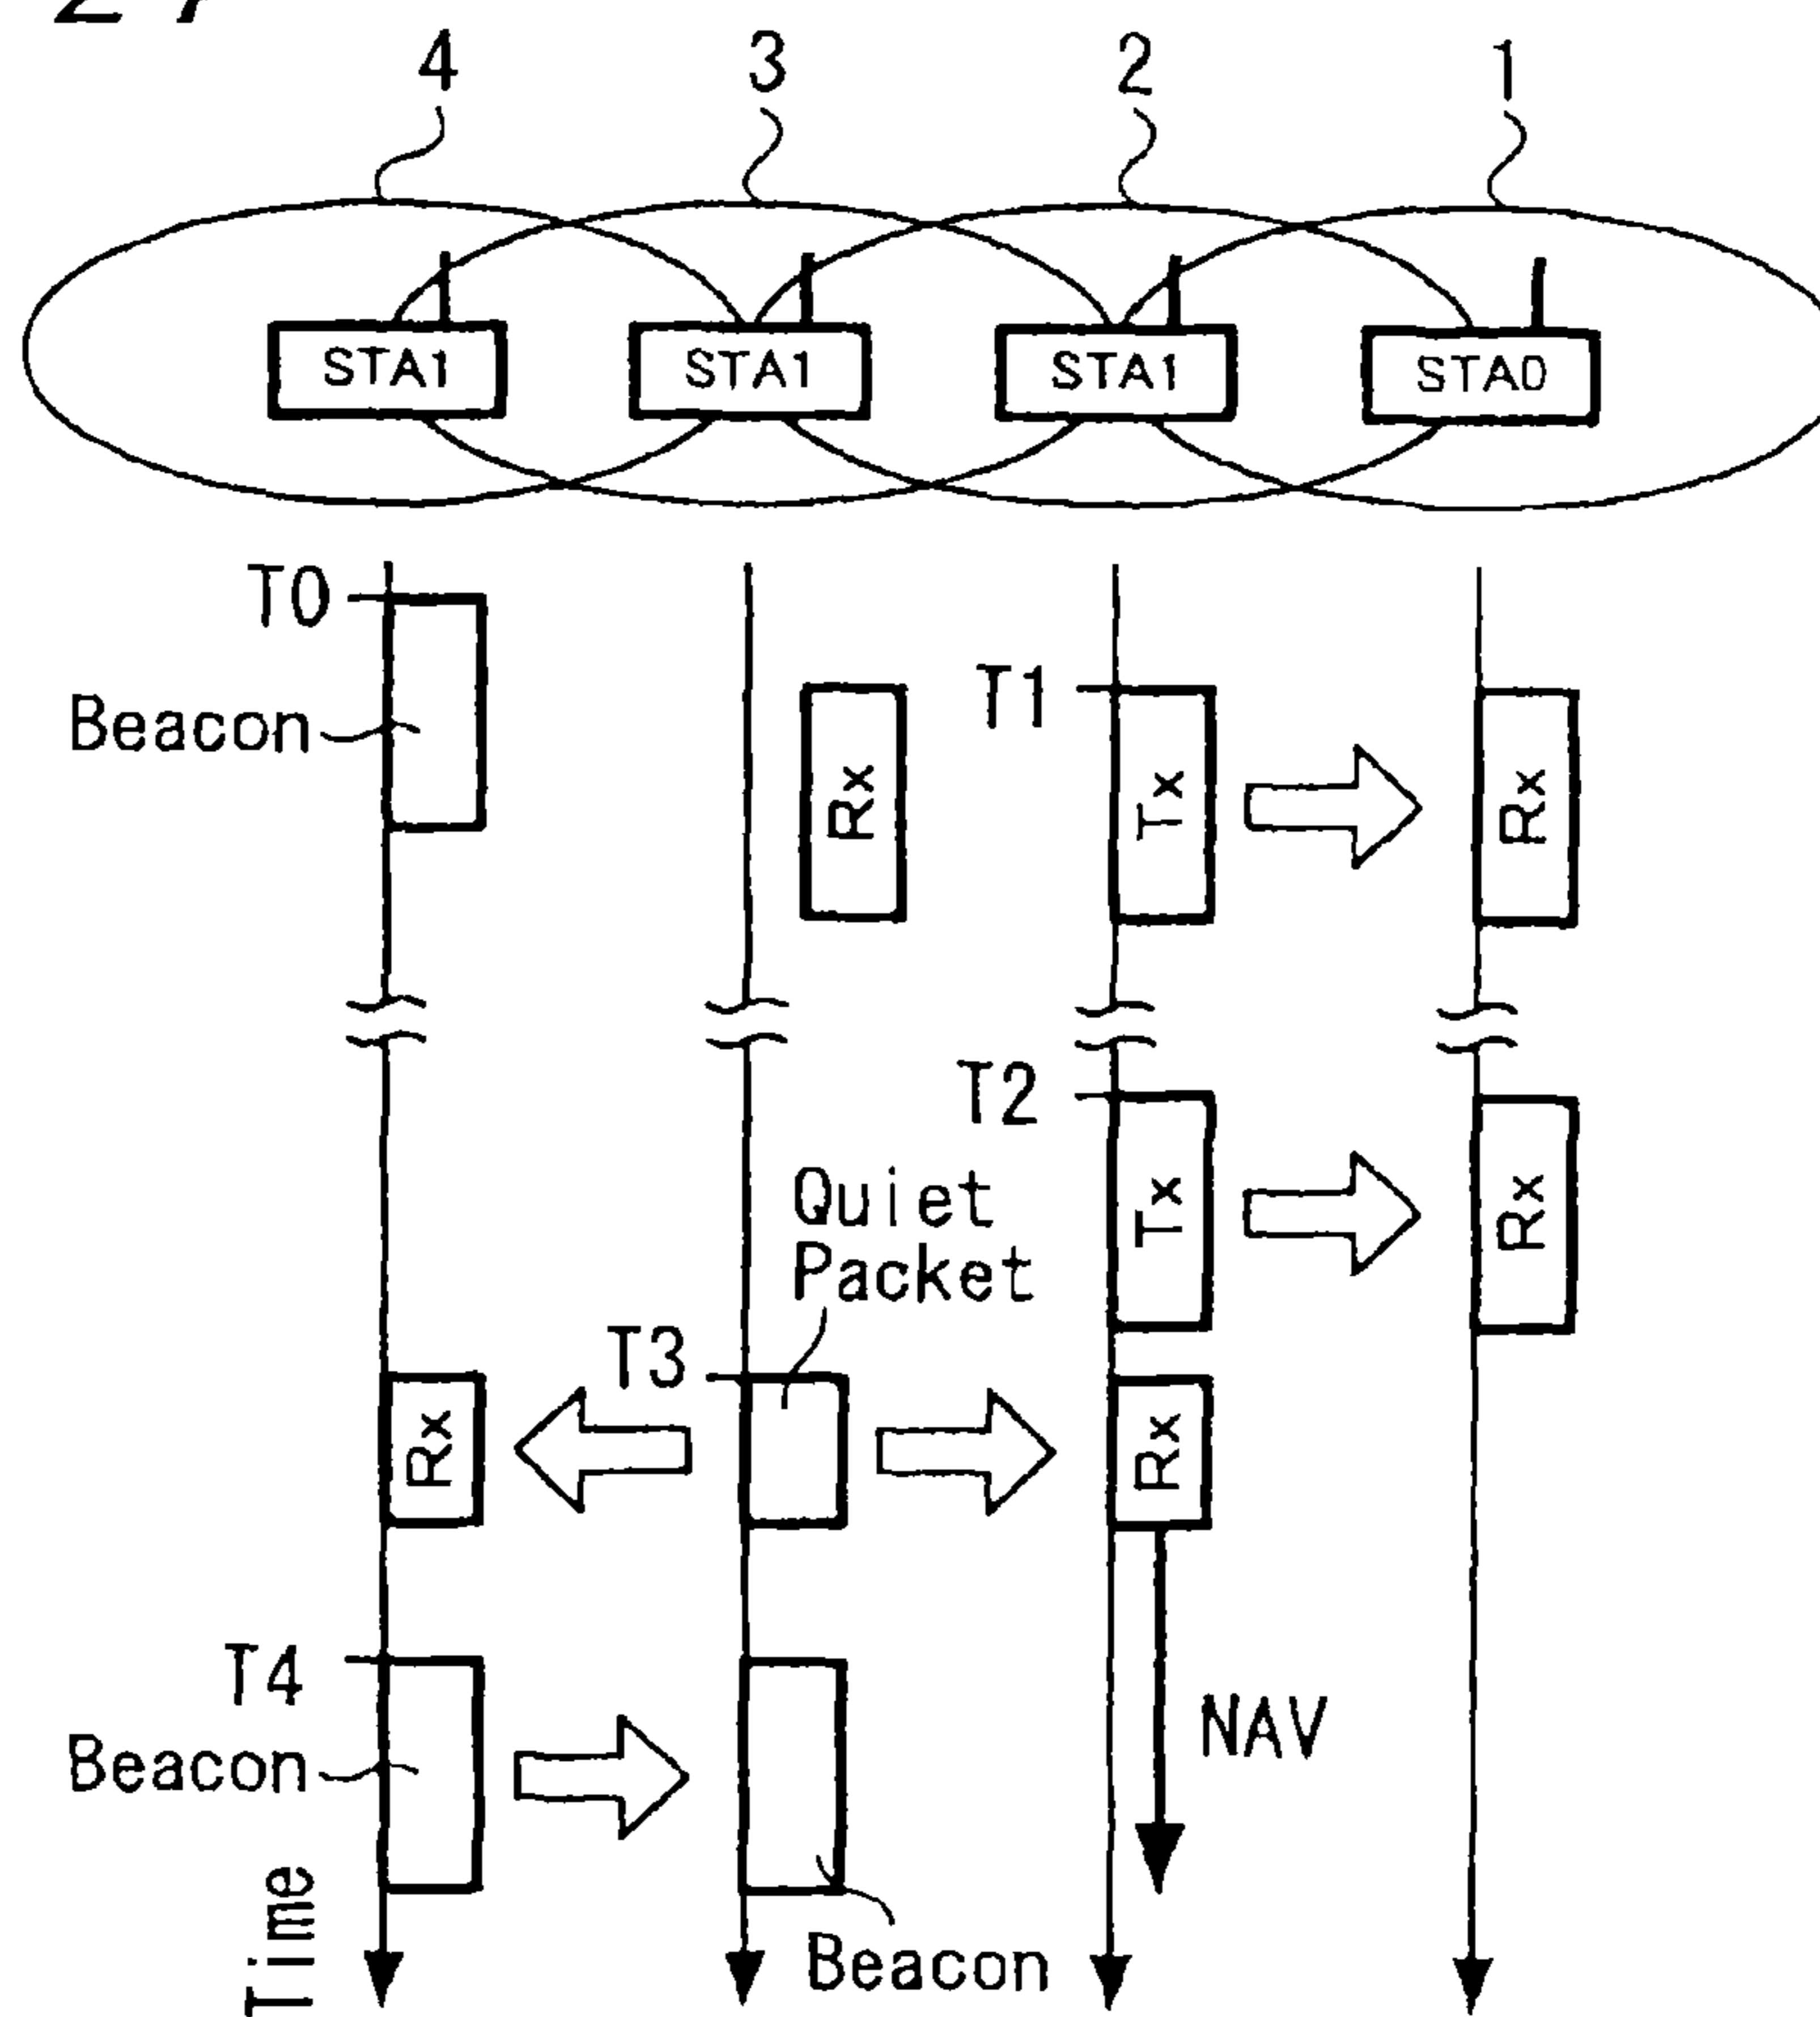 4 3 2 1
STA1 STA1 STA1 STA0
T0
Beacon
T1
Rx Tx Rx
T2
Quiet
Packet
Tx Rx
T3
Rx Rx
T4
Beacon
NAV
Time
Beacon